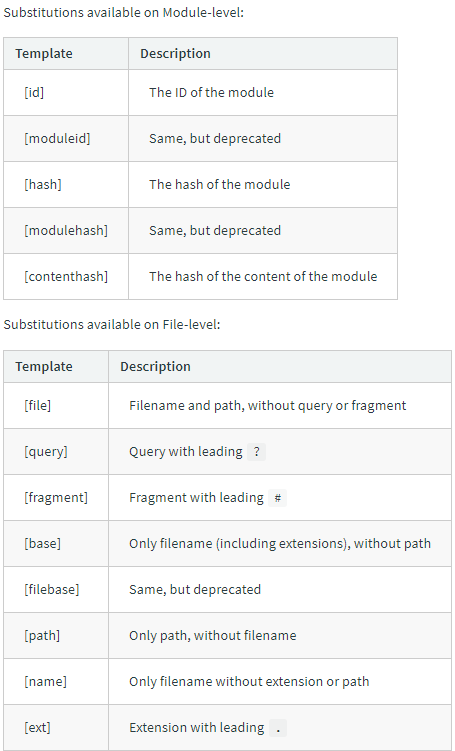 Substitutions available on Module-level:
Template Description
[id] The ID of the module
[moduleid] Same, but deprecated
[hash] The hash of the module
[modulehash] Same, but deprecated
[contenthash] The hash of the content of the module
Substitutions available on File-level:
Template Description
[file] Filename and path, without query or fragment
[query] Query with leading ?
[fragment] Fragment with leading #
[base] Only filename (including extensions), without path
[filebase] Same, but deprecated
[path] Only path, without filename
[name] Only filename without extension or path
[ext] Extension with leading .